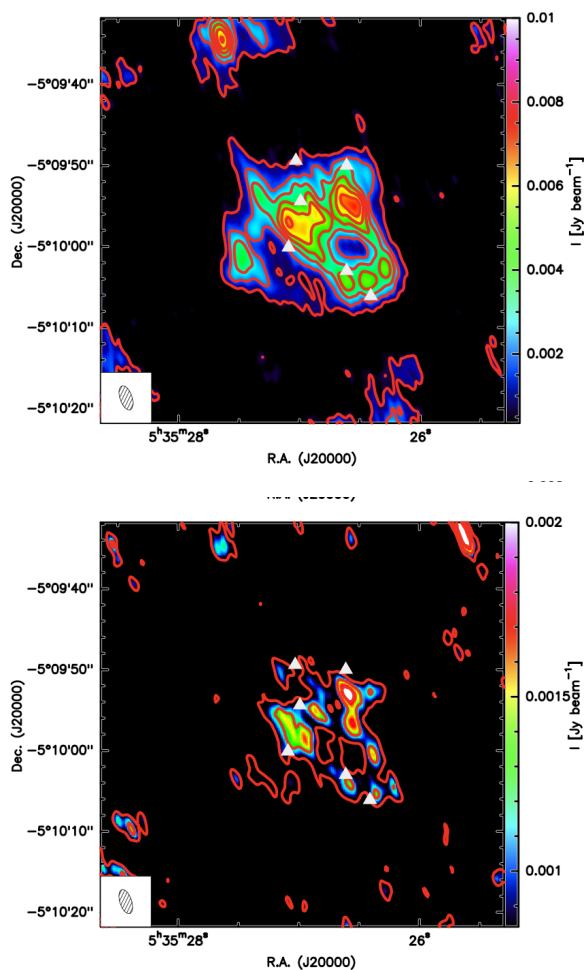 0.01
0.008
0.006
0.004
0.002
I [Jy beam⁻¹]
−5°09'40"
−5°09'50"
−5°10'00"
−5°10'10"
−5°10'20"
Dec. (J20000)
5ʰ35ᵐ28ˢ
26ˢ
R.A. (J20000)
0.002
0.0015
0.001
I [Jy beam⁻¹]
−5°09'40"
−5°09'50"
−5°10'00"
−5°10'10"
−5°10'20"
Dec. (J20000)
5ʰ35ᵐ28ˢ
26ˢ
R.A. (J20000)